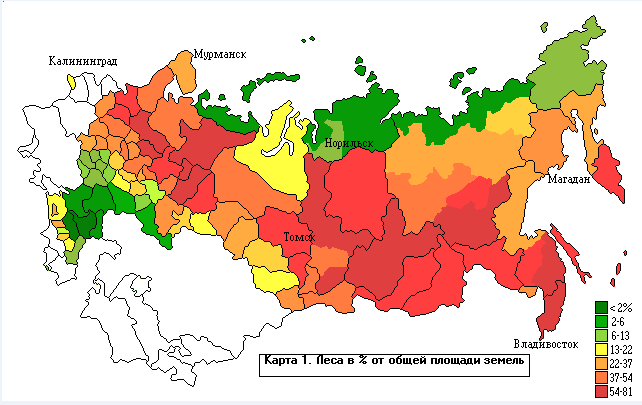 Мурманск
Калининград
Норильск
Магадан
Томск
Владивосток
Карта 1. Леса в % от общей площади земель
<2%
2-6
6-13
13-22
22-37
37-54
54-81